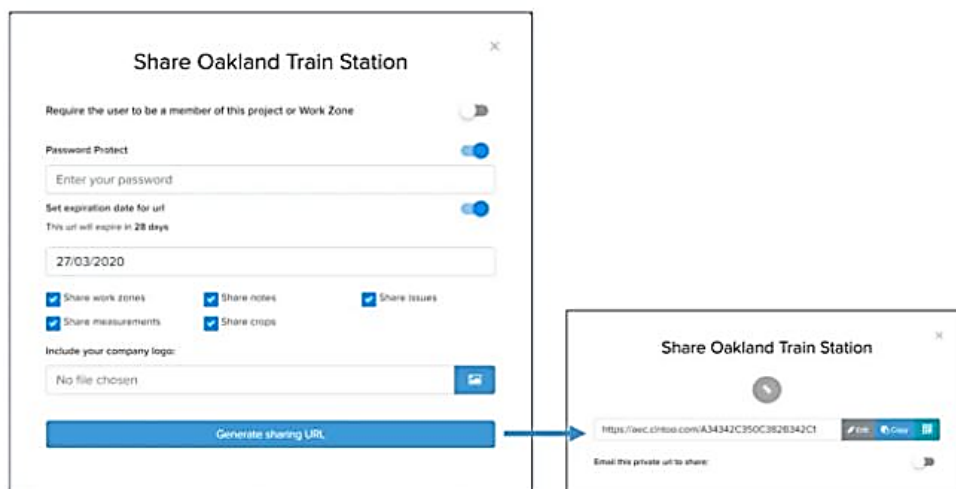 Share Oakland Train Station
Require the user to be a member of this project or Work Zone
Password Protect
Enter your password
Set expiration date for url
This url will expire in 28 days
27/03/2020
Share work zones Share notes Share issues
Share measurements Share crops
Include your company logo:
No file chosen
Generate sharing URL
Share Oakland Train Station
https://aec.cintoo.com/A34342C350C382B342C1
Edit Copy
Email this private url to share: